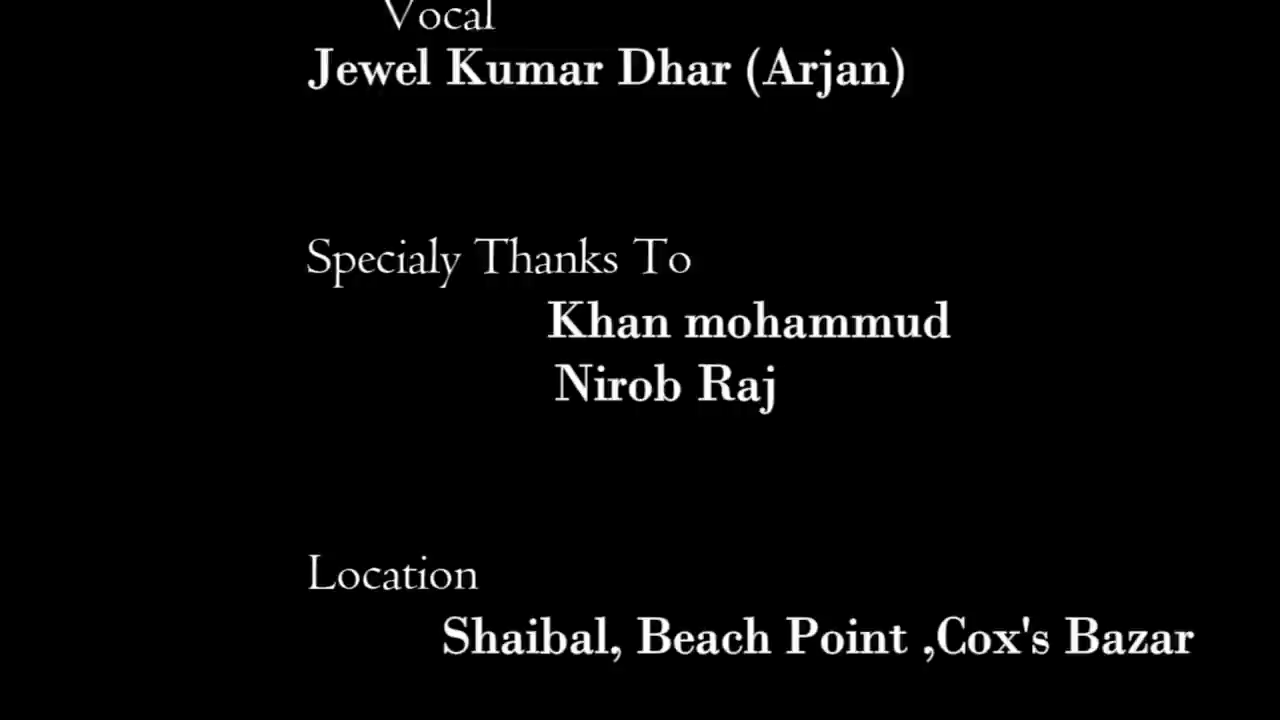 Vocal
Jewel Kumar Dhar (Arjan)
Specialy Thanks To
Khan mohammud
Nirob Raj
Location
Shaibal, Beach Point ,Cox's Bazar